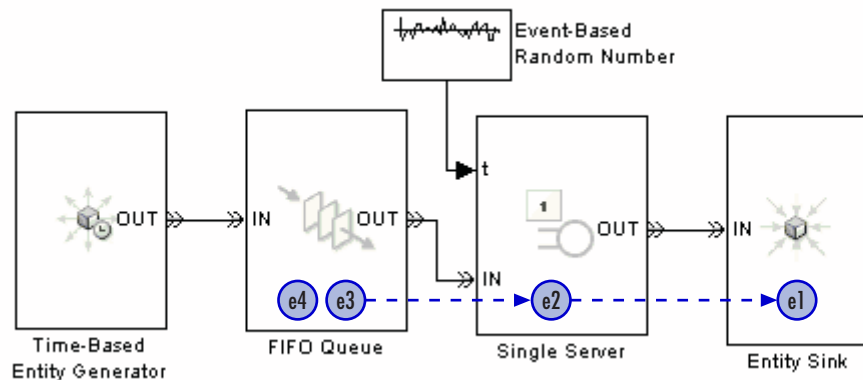 Event-Based
Random Number
OUT
IN
OUT
t
IN
1
OUT
IN
e4
e3
e2
e1
Time-Based
Entity Generator
FIFO Queue
Single Server
Entity Sink